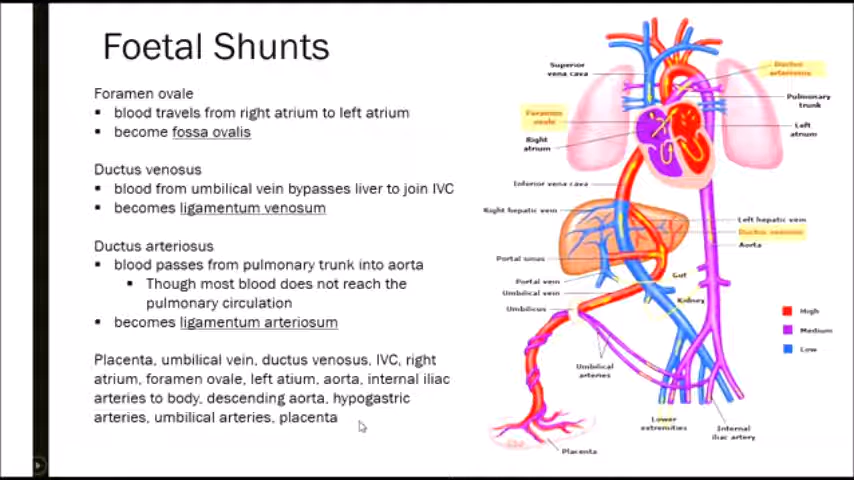 Foetal Shunts
Foramen ovale
▪ blood travels from right atrium to left atrium
▪ become fossa ovalis
Ductus venosus
▪ blood from umbilical vein bypasses liver to join IVC
▪ becomes ligamentum venosum
Ductus arteriosus
▪ blood passes from pulmonary trunk into aorta
▪ Though most blood does not reach the
pulmonary circulation
▪ becomes ligamentum arteriosum
Placenta, umbilical vein, ductus venosus, IVC, right
atrium, foramen ovale, left atium, aorta, internal iliac
arteries to body, descending aorta, hypogastric
arteries, umbilical arteries, placenta
Superior
vena cava
Ductus
arteriosus
Pulmonary
trunk
Foramen
ovale
Left
atrium
Right
atrium
Inferior vena cava
Right hepatic vein
Left hepatic vein
Ductus venosus
Aorta
Portal sinus
Gut
Portal vein
Umbilical vein
Kidney
Umbilicus
High
Medium
Low
Umbilical
arteries
Lower
extremities
Internal
iliac artery
Placenta